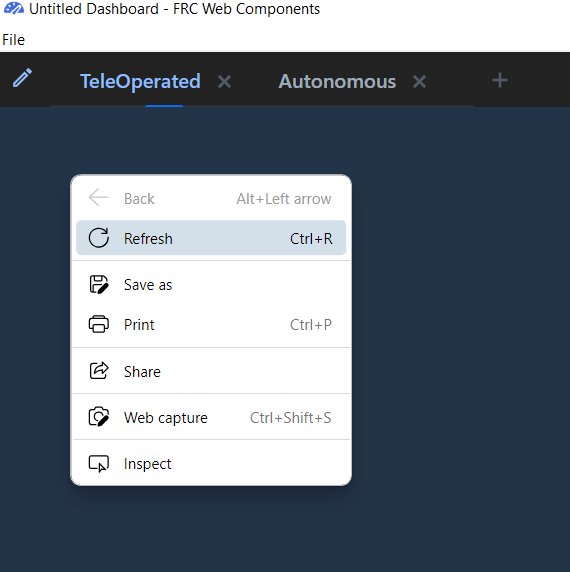 Untitled Dashboard - FRC Web Components
File
TeleOperated Autonomous
Back Alt+Left arrow
Refresh Ctrl+R
Save as
Print Ctrl+P
Share
Web capture Ctrl+Shift+S
Inspect